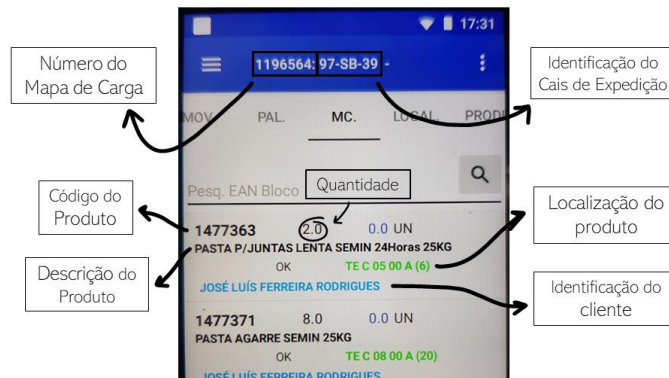 17:31
Número do
Mapa de Carga
1196564: 97-SB-39 -
Identificação do
Cais de Expedição
MOV. PAL. MC. LOCAL. PRODU
Pesq. EAN Bloco
Quantidade
Código do
Produto
1477363 2.0 0.0 UN
PASTA P/JUNTAS LENTA SEMIN 24Horas 25KG
OK TE C 05 00 A (6)
JOSÉ LUÍS FERREIRA RODRIGUES
Localização do
produto
Descrição do
Produto
Identificação do
cliente
1477371 8.0 0.0 UN
PASTA AGARRE SEMIN 25KG
OK TE C 08 00 A (20)
JOSÉ LUÍS FERREIRA RODRIGUES